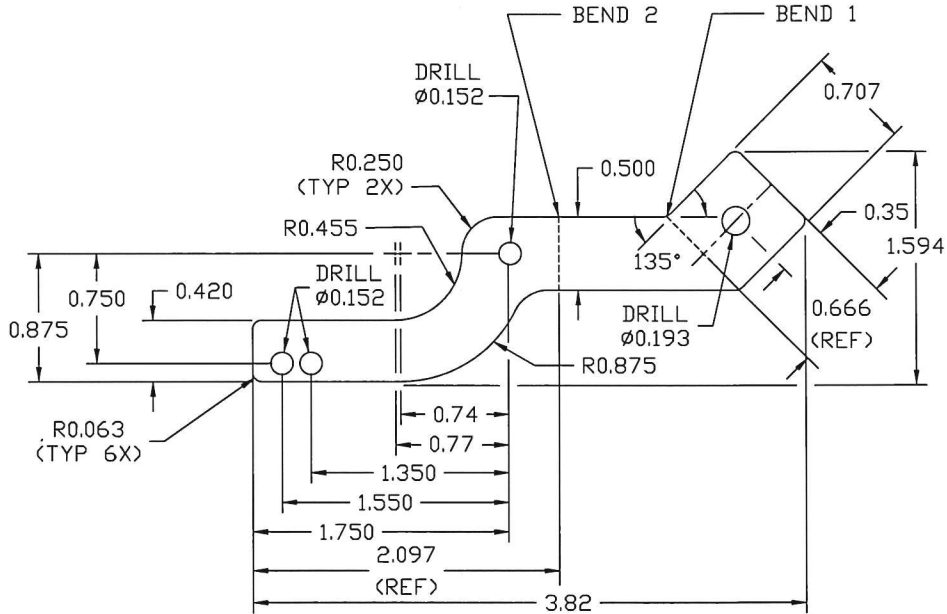 BEND 2
BEND 1
DRILL
ø0.152
0.707
R0.250
(TYP 2X)
0.500
R0.455
0.35
1.594
135°
DRILL
ø0.152
0.420
0.750
0.875
DRILL
ø0.193
0.666
(REF)
R0.875
R0.063
(TYP 6X)
0.74
0.77
1.350
1.550
1.750
2.097
(REF)
3.82